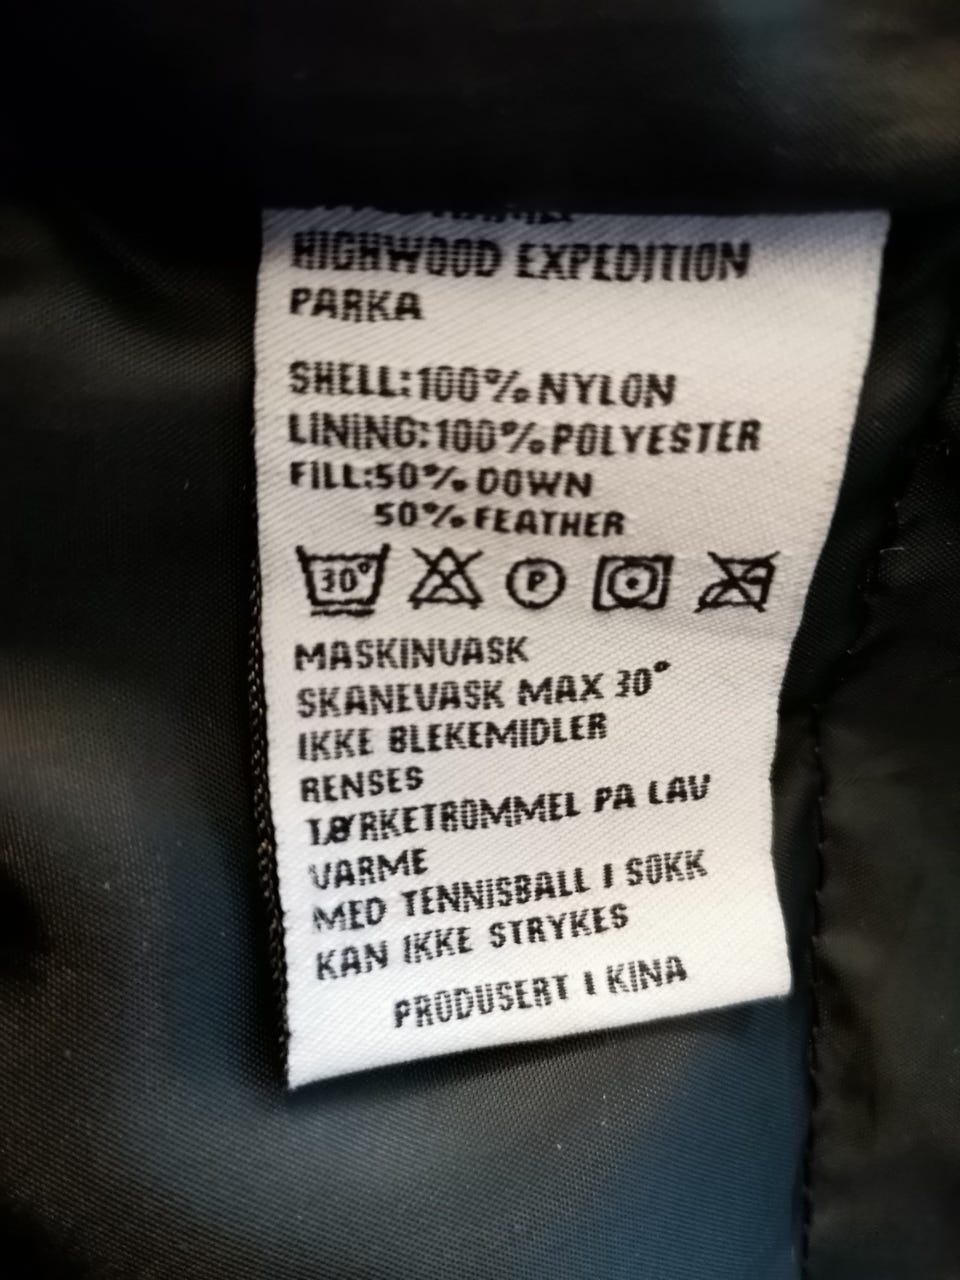 HIGHWOOD EXPEDITION
PARKA
SHELL:100% NYLON
LINING:100% POLYESTER
FILL:50% DOWN
50% FEATHER
30° P
MASKINVASK
SKANEVASK MAX 30°
IKKE BLEKEMIDLER
RENSES
TØRKETROMMEL PA LAV
VARME
MED TENNISBALL I SOKK
KAN IKKE STRYKES
PRODUSERT I KINA